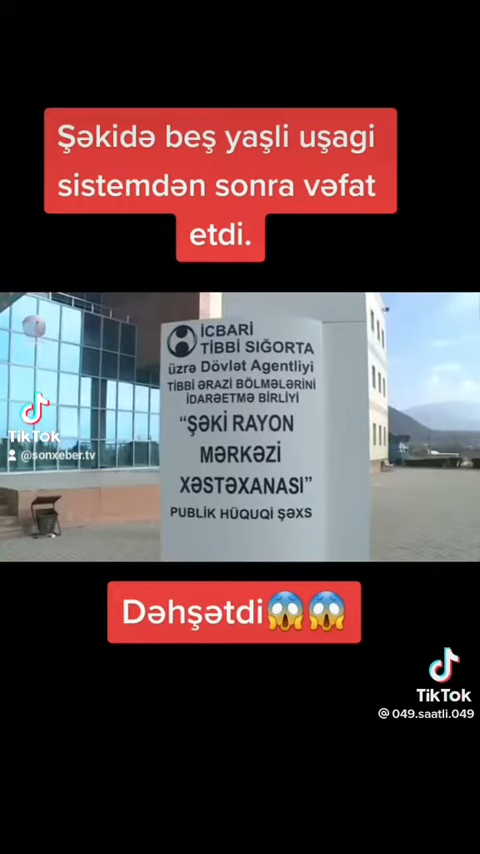 Şəkidə beş yaşli uşagi
sistemdən sonra vəfat
etdi.
İCBARİ
TİBBİ SIĞORTA
üzrə Dövlət Agentliyi
TİBBİ ƏRAZİ BÖLMƏLƏRİNİ
İDARƏETMƏ BİRLİYİ
"ŞƏKİ RAYON
MƏRKƏZİ
XƏSTƏXANASI"
PUBLİK HÜQUQİ ŞƏXS
TikTok
@sonxeber.tv
Dəhşətdi😱😱
TikTok
@049.saatli.049